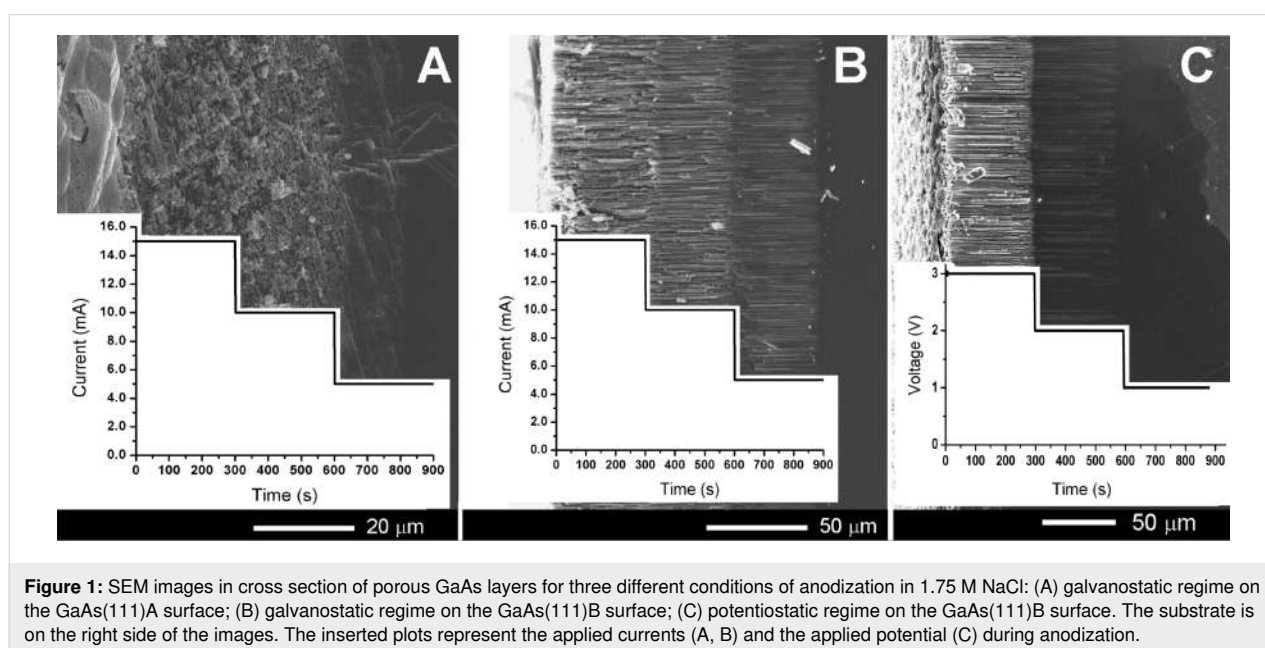 A
B
C
16.0
14.0
12.0
10.0
8.0
6.0
4.0
2.0
0.0
Current (mA)
0 100 200 300 400 500 600 700 800 900
Time (s)
20 μm
16.0
14.0
12.0
10.0
8.0
6.0
4.0
2.0
0.0
Current (mA)
0 100 200 300 400 500 600 700 800 900
Time (s)
50 μm
3
2
1
0
Voltage (V)
0 100 200 300 400 500 600 700 800 900
Time (s)
50 μm
Figure 1: SEM images in cross section of porous GaAs layers for three different conditions of anodization in 1.75 M NaCl: (A) galvanostatic regime on
the GaAs(111)A surface; (B) galvanostatic regime on the GaAs(111)B surface; (C) potentiostatic regime on the GaAs(111)B surface. The substrate is
on the right side of the images. The inserted plots represent the applied currents (A, B) and the applied potential (C) during anodization.